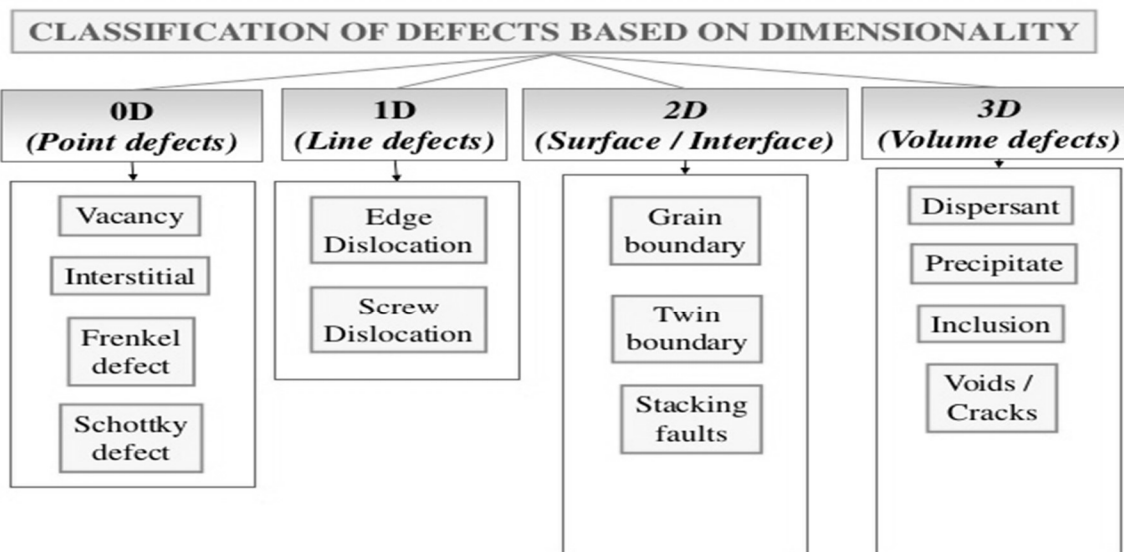 CLASSIFICATION OF DEFECTS BASED ON DIMENSIONALITY
0D
(Point defects)
Vacancy
Interstitial
Frenkel
defect
Schottky
defect
1D
(Line defects)
Edge
Dislocation
Screw
Dislocation
2D
(Surface / Interface)
Grain
boundary
Twin
boundary
Stacking
faults
3D
(Volume defects)
Dispersant
Precipitate
Inclusion
Voids /
Cracks